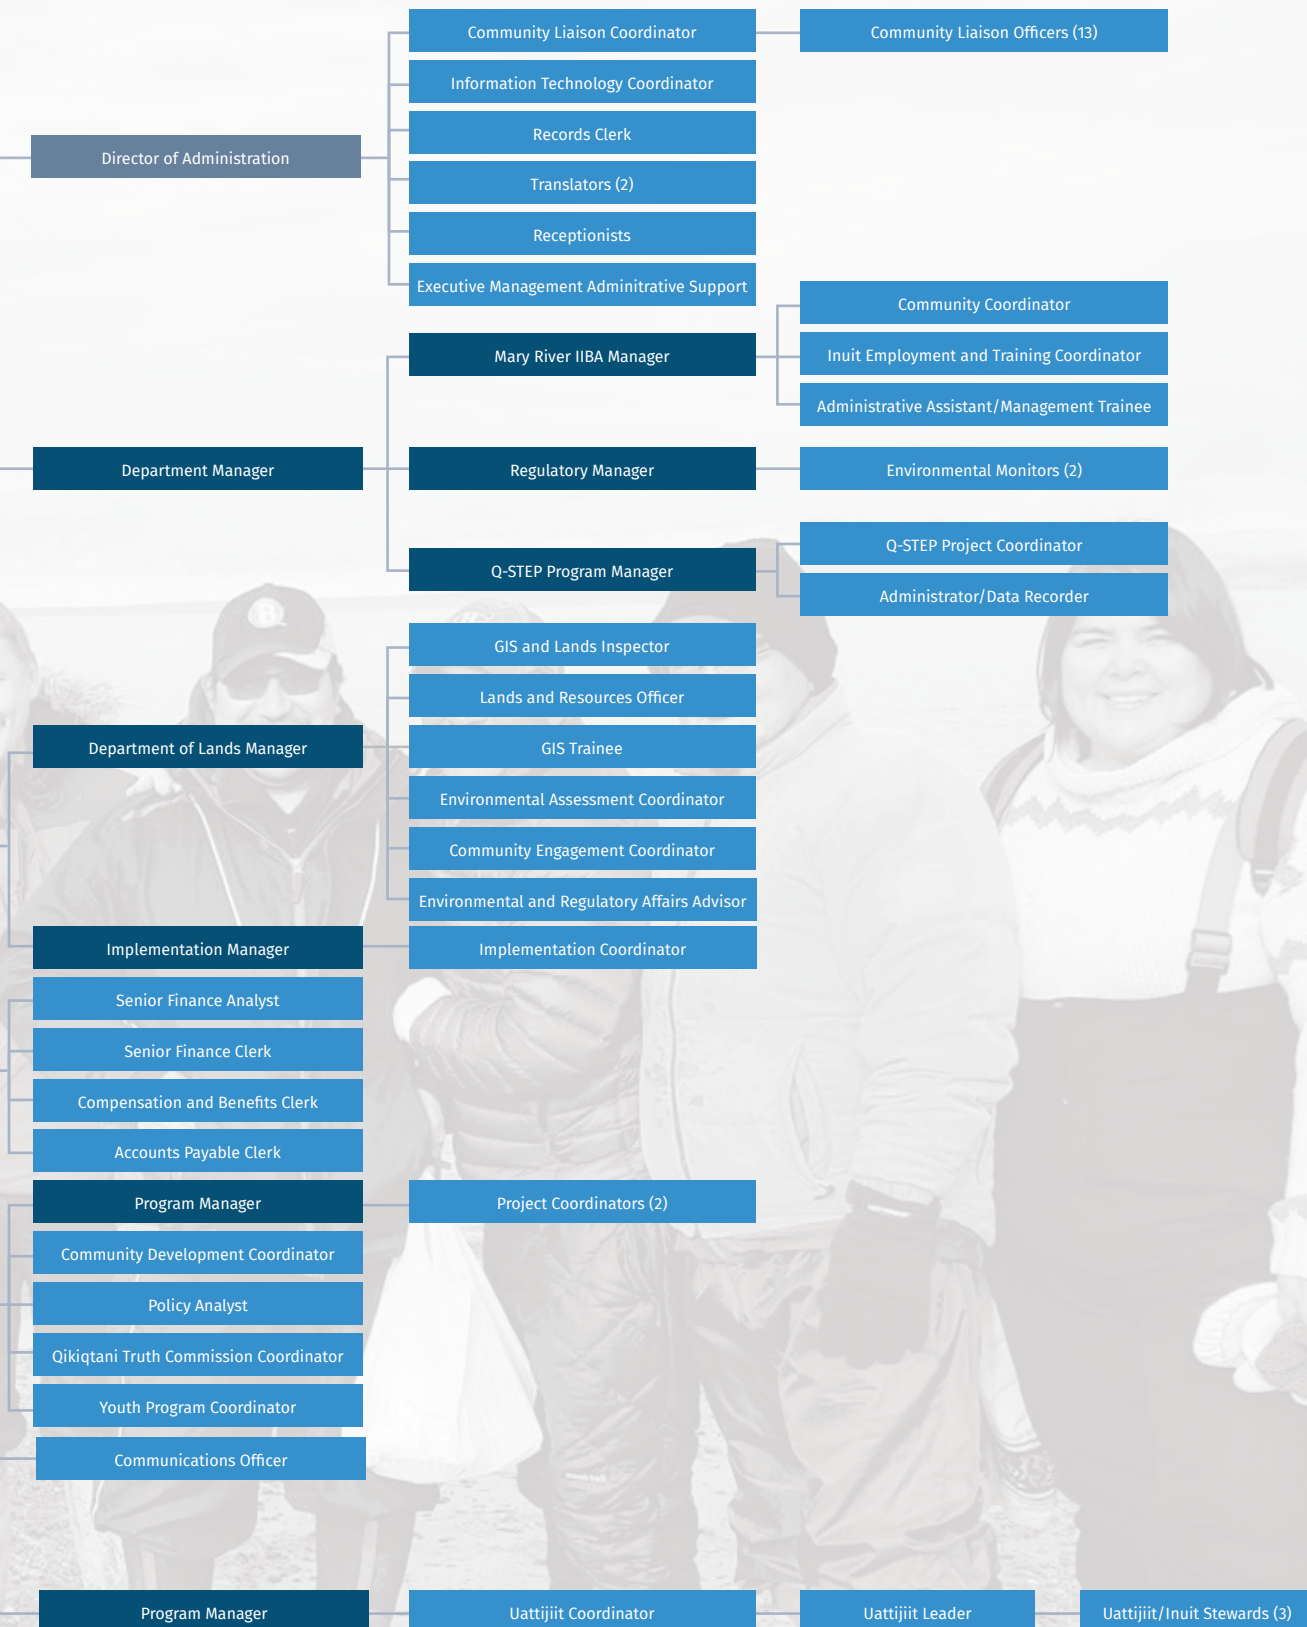 Community Liaison Coordinator
Community Liaison Officers (13)
Information Technology Coordinator
Records Clerk
Director of Administration
Translators (2)
Receptionists
Executive Management Adminitrative Support
Community Coordinator
Mary River IIBA Manager
Inuit Employment and Training Coordinator
Administrative Assistant/Management Trainee
Department Manager
Regulatory Manager
Environmental Monitors (2)
Q-STEP Project Coordinator
Q-STEP Program Manager
Administrator/Data Recorder
GIS and Lands Inspector
Lands and Resources Officer
Department of Lands Manager
GIS Trainee
Environmental Assessment Coordinator
Community Engagement Coordinator
Environmental and Regulatory Affairs Advisor
Implementation Manager
Implementation Coordinator
Senior Finance Analyst
Senior Finance Clerk
Compensation and Benefits Clerk
Accounts Payable Clerk
Program Manager
Project Coordinators (2)
Community Development Coordinator
Policy Analyst
Qikiqtani Truth Commission Coordinator
Youth Program Coordinator
Communications Officer
Program Manager
Uattijiit Coordinator
Uattijiit Leader
Uattijiit/Inuit Stewards (3)